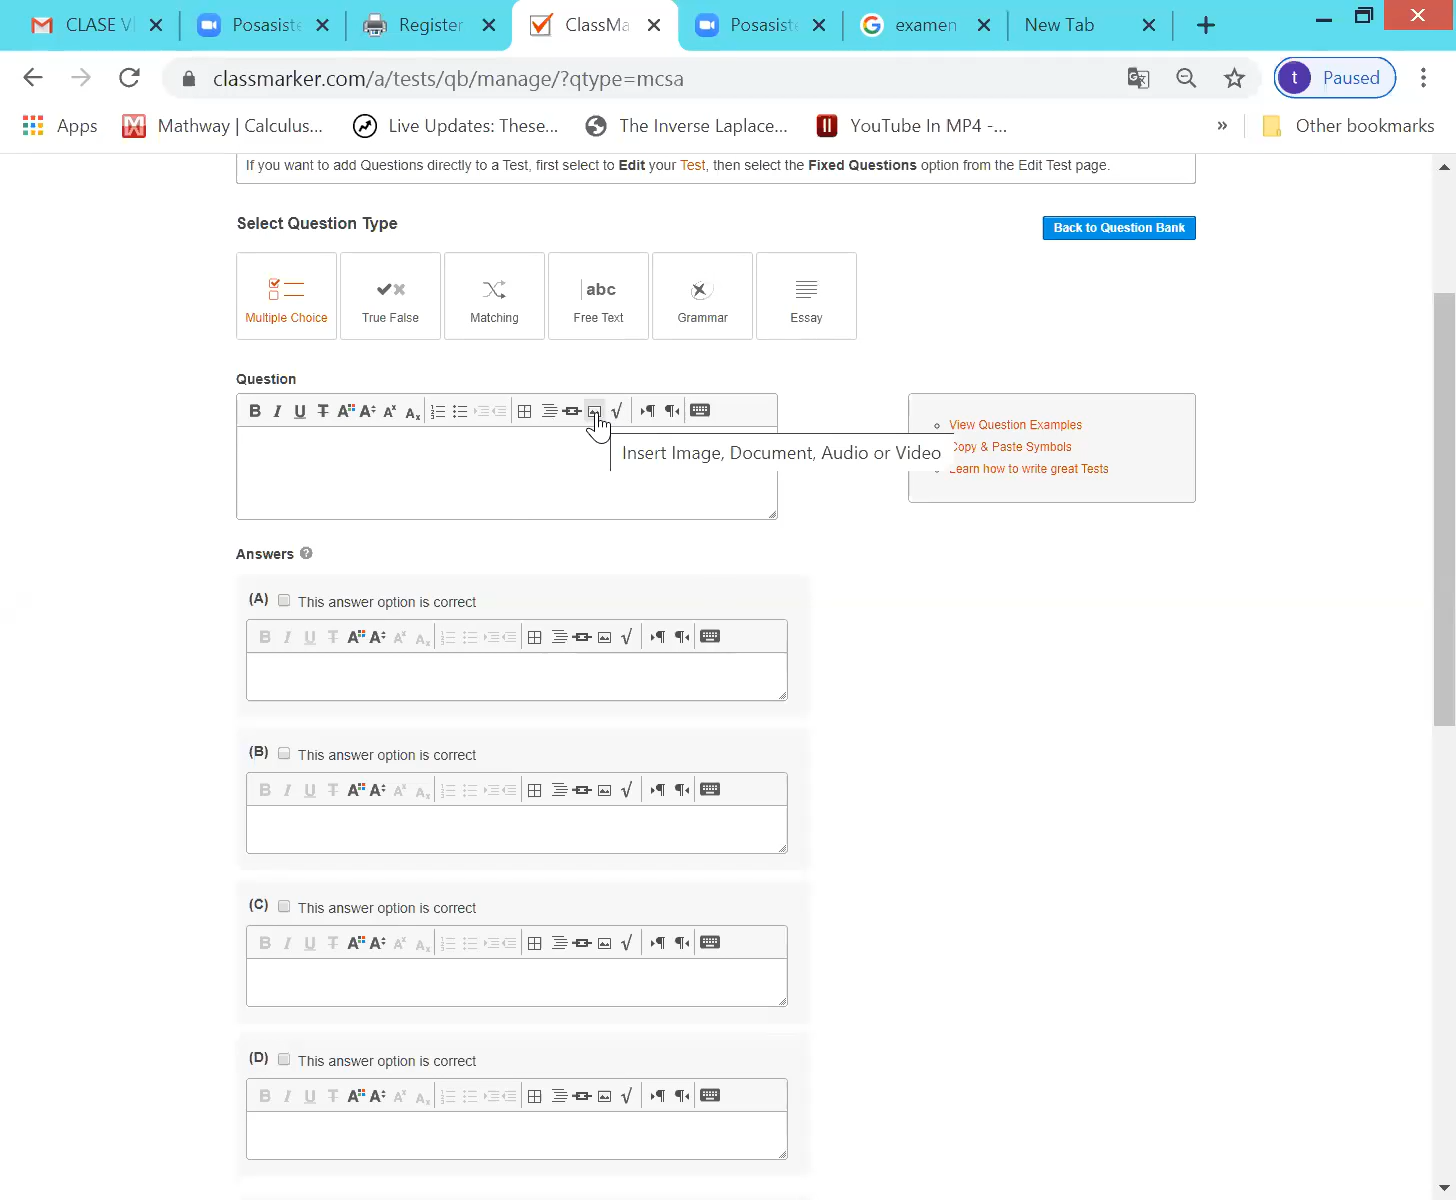 CLASE VI
Posasiste
Register
ClassMa
Posasiste
examen
New Tab
classmarker.com/a/tests/qb/manage/?qtype=mcsa
t
Paused
Apps
Mathway | Calculus...
Live Updates: These...
The Inverse Laplace...
YouTube In MP4 -...
»
Other bookmarks
If you want to add Questions directly to a Test, first select to Edit your Test, then select the Fixed Questions option from the Edit Test page.
Select Question Type
Back to Question Bank
Multiple Choice
True False
Matching
abc
Free Text
Grammar
Essay
Question
B I U T A A A A
View Question Examples
Copy & Paste Symbols
Learn how to write great Tests
Insert Image, Document, Audio or Video
Answers ?
(A) This answer option is correct
B I U T A A A A
(B) This answer option is correct
B I U T A A A A
(C) This answer option is correct
B I U T A A A A
(D) This answer option is correct
B I U T A A A A